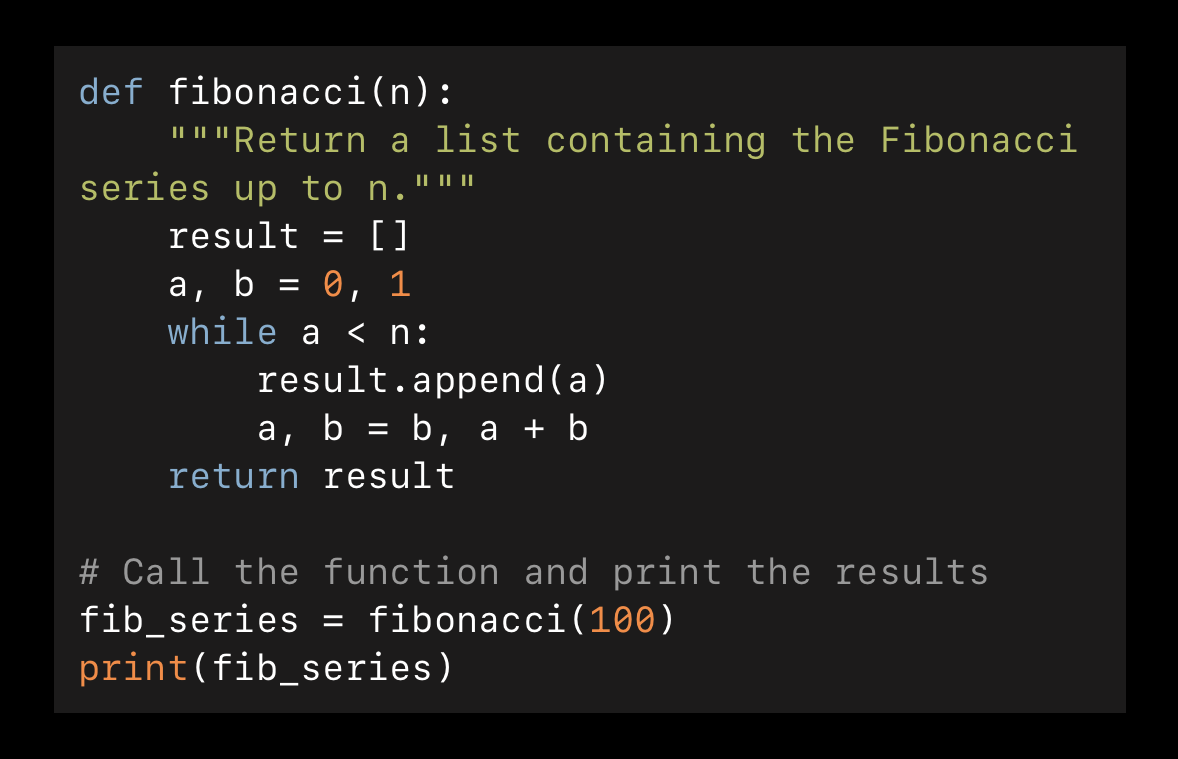 def fibonacci(n):
    """Return a list containing the Fibonacci
series up to n."""
    result = []
    a, b = 0, 1
    while a < n:
        result.append(a)
        a, b = b, a + b
    return result

# Call the function and print the results
fib_series = fibonacci(100)
print(fib_series)